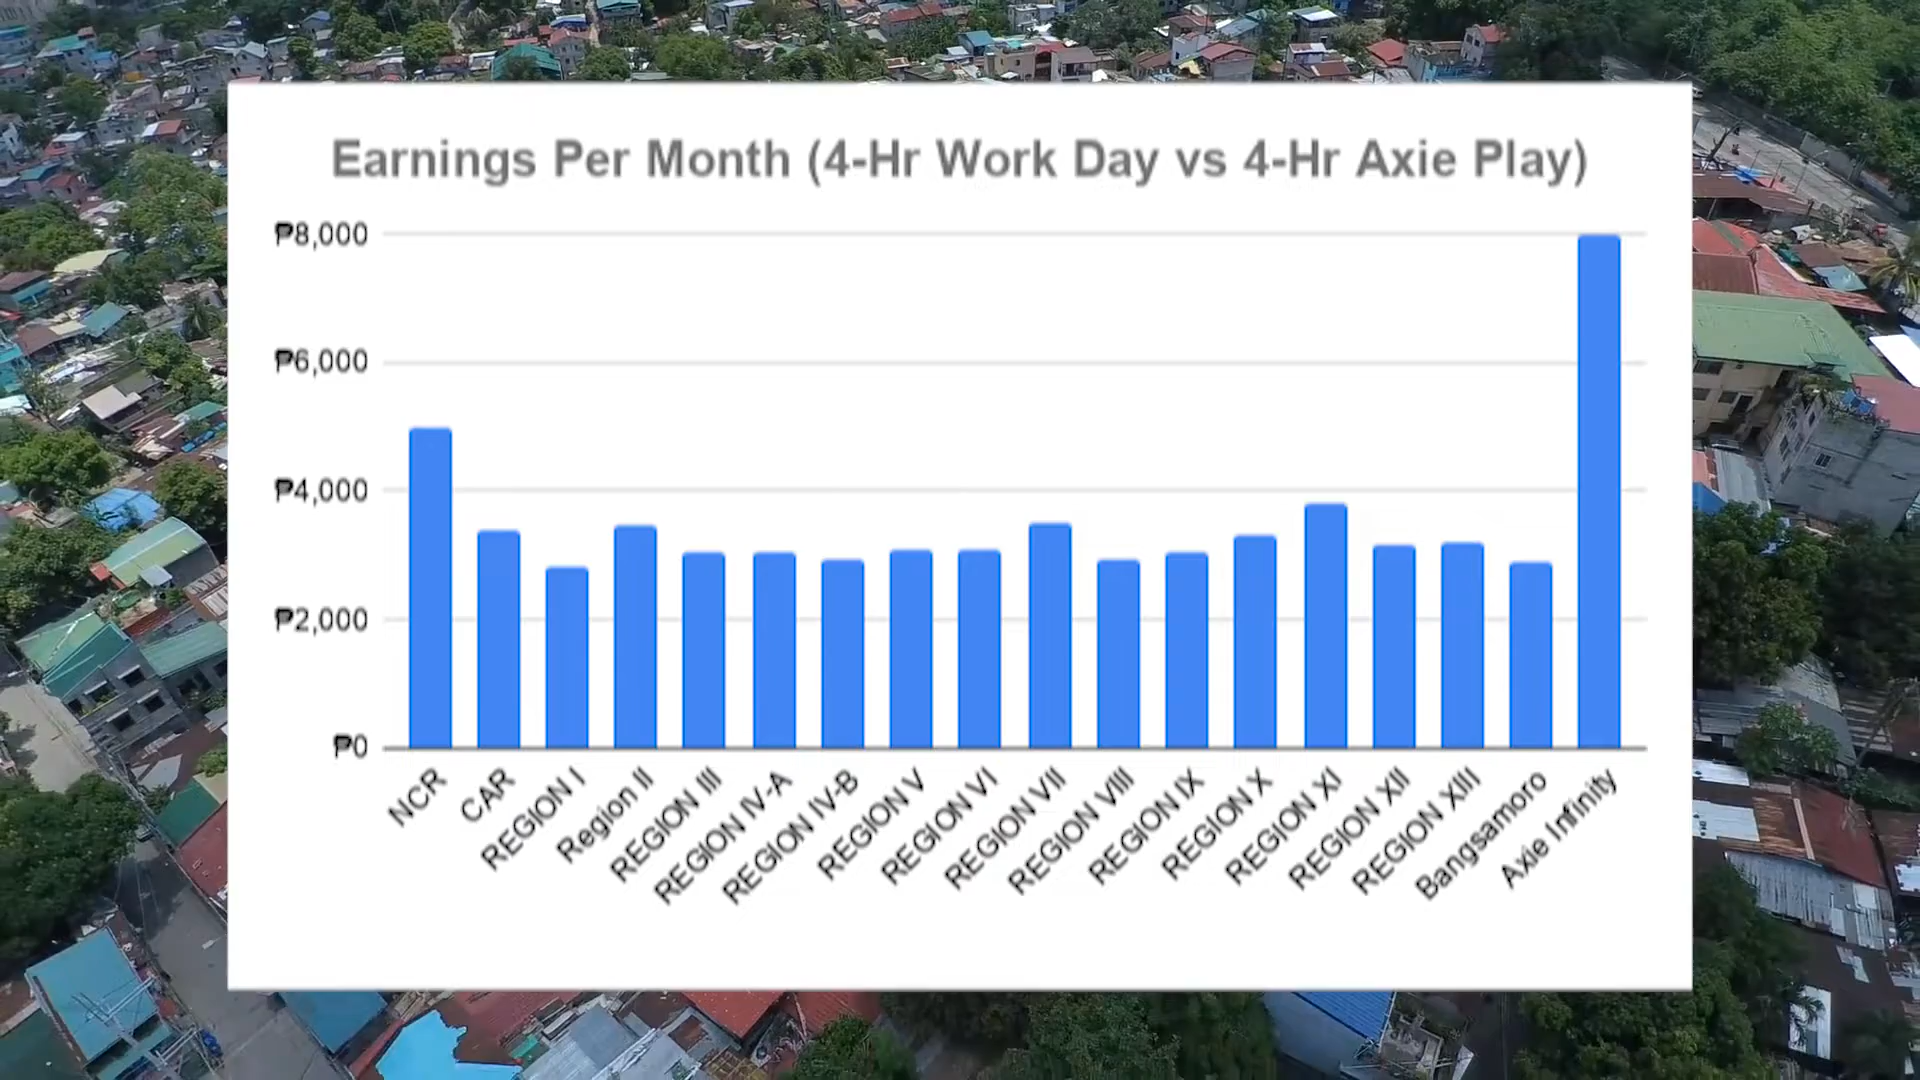 Earnings Per Month (4-Hr Work Day vs 4-Hr Axie Play)
₱8,000
₱6,000
₱4,000
₱2,000
₱0
NCR
CAR
REGION I
Region II
REGION III
REGION IV-A
REGION IV-B
REGION V
REGION VI
REGION VII
REGION VIII
REGION IX
REGION X
REGION XI
REGION XII
REGION XIII
Bangsamoro
Axie Infinity